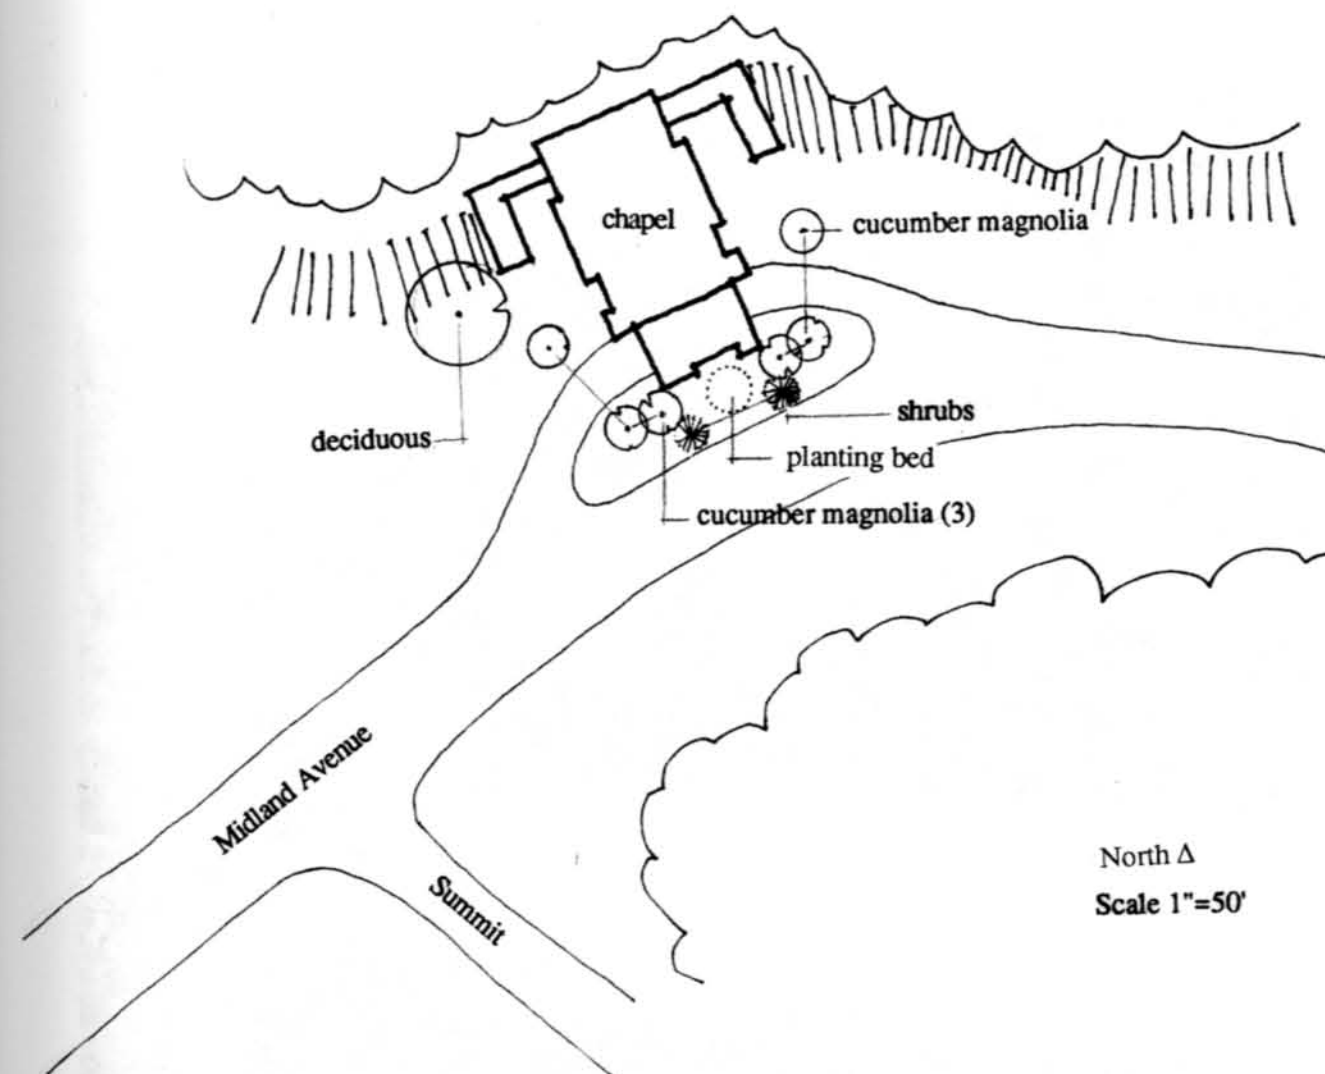 chapel
cucumber magnolia
deciduous
shrubs
planting bed
cucumber magnolia (3)
Midland Avenue
Summit
North Δ
Scale 1"=50'